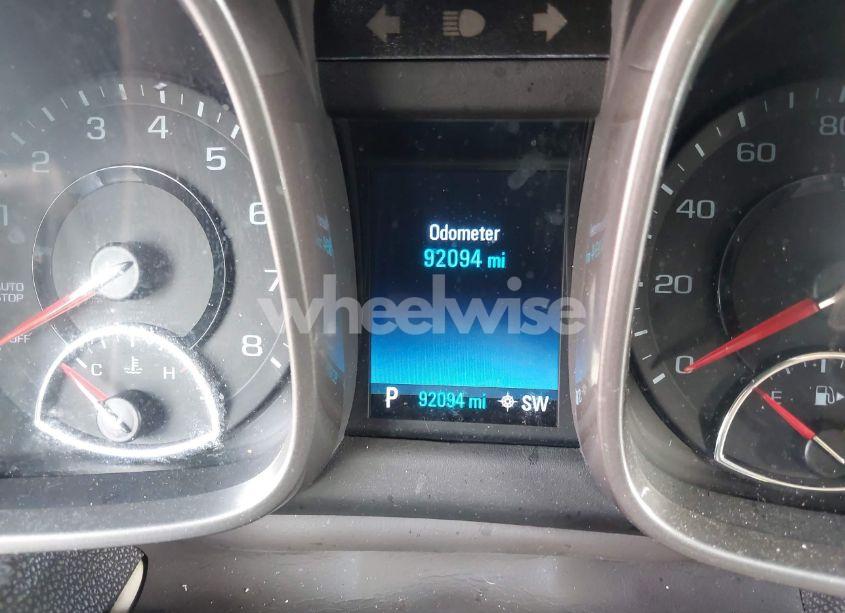 1 2 3 4 5 6 7 8
AUTO
STOP
OFF
C H
Odometer
92094 mi
P 92094 mi SW
0 20 40 60 80
E
wheelwise